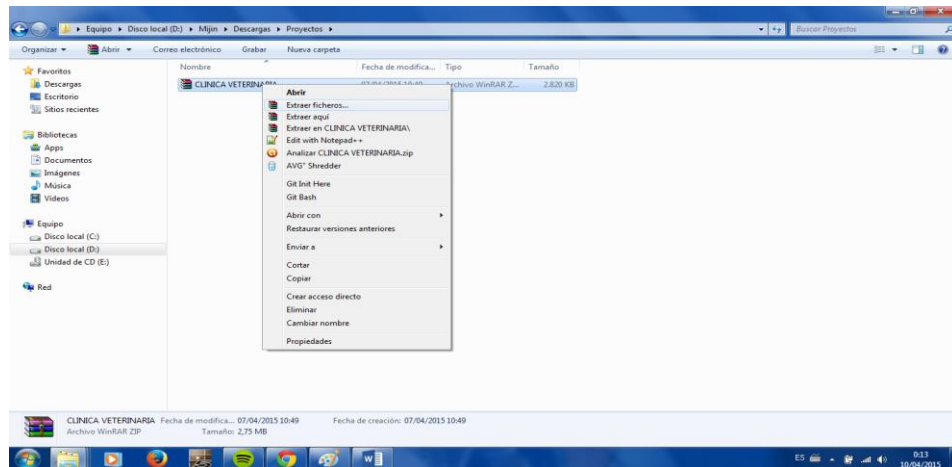 ▸ Equipo ▸ Disco local (D:) ▸ Mijin ▸ Descargas ▸ Proyectos ▸
Buscar Proyectos
Organizar Abrir Correo electrónico Grabar Nueva carpeta
Favoritos
Descargas
Escritorio
Sitios recientes
Bibliotecas
Apps
Documentos
Imágenes
Música
Vídeos
Equipo
Disco local (C:)
Disco local (D:)
Unidad de CD (E:)
Red
Nombre Fecha de modifica... Tipo Tamaño
CLINICA VETERINARIA 07/04/2015 10:49 Archivo WinRAR Z... 2.820 KB
Abrir
Extraer ficheros...
Extraer aquí
Extraer en CLINICA VETERINARIA\
Edit with Notepad++
Analizar CLINICA VETERINARIA.zip
AVG® Shredder
Git Init Here
Git Bash
Abrir con
Restaurar versiones anteriores
Enviar a
Cortar
Copiar
Crear acceso directo
Eliminar
Cambiar nombre
Propiedades
CLINICA VETERINARIA Fecha de modifica... 07/04/2015 10:49 Fecha de creación: 07/04/2015 10:49
Archivo WinRAR ZIP Tamaño: 2,75 MB
ES 0:13
10/04/2015